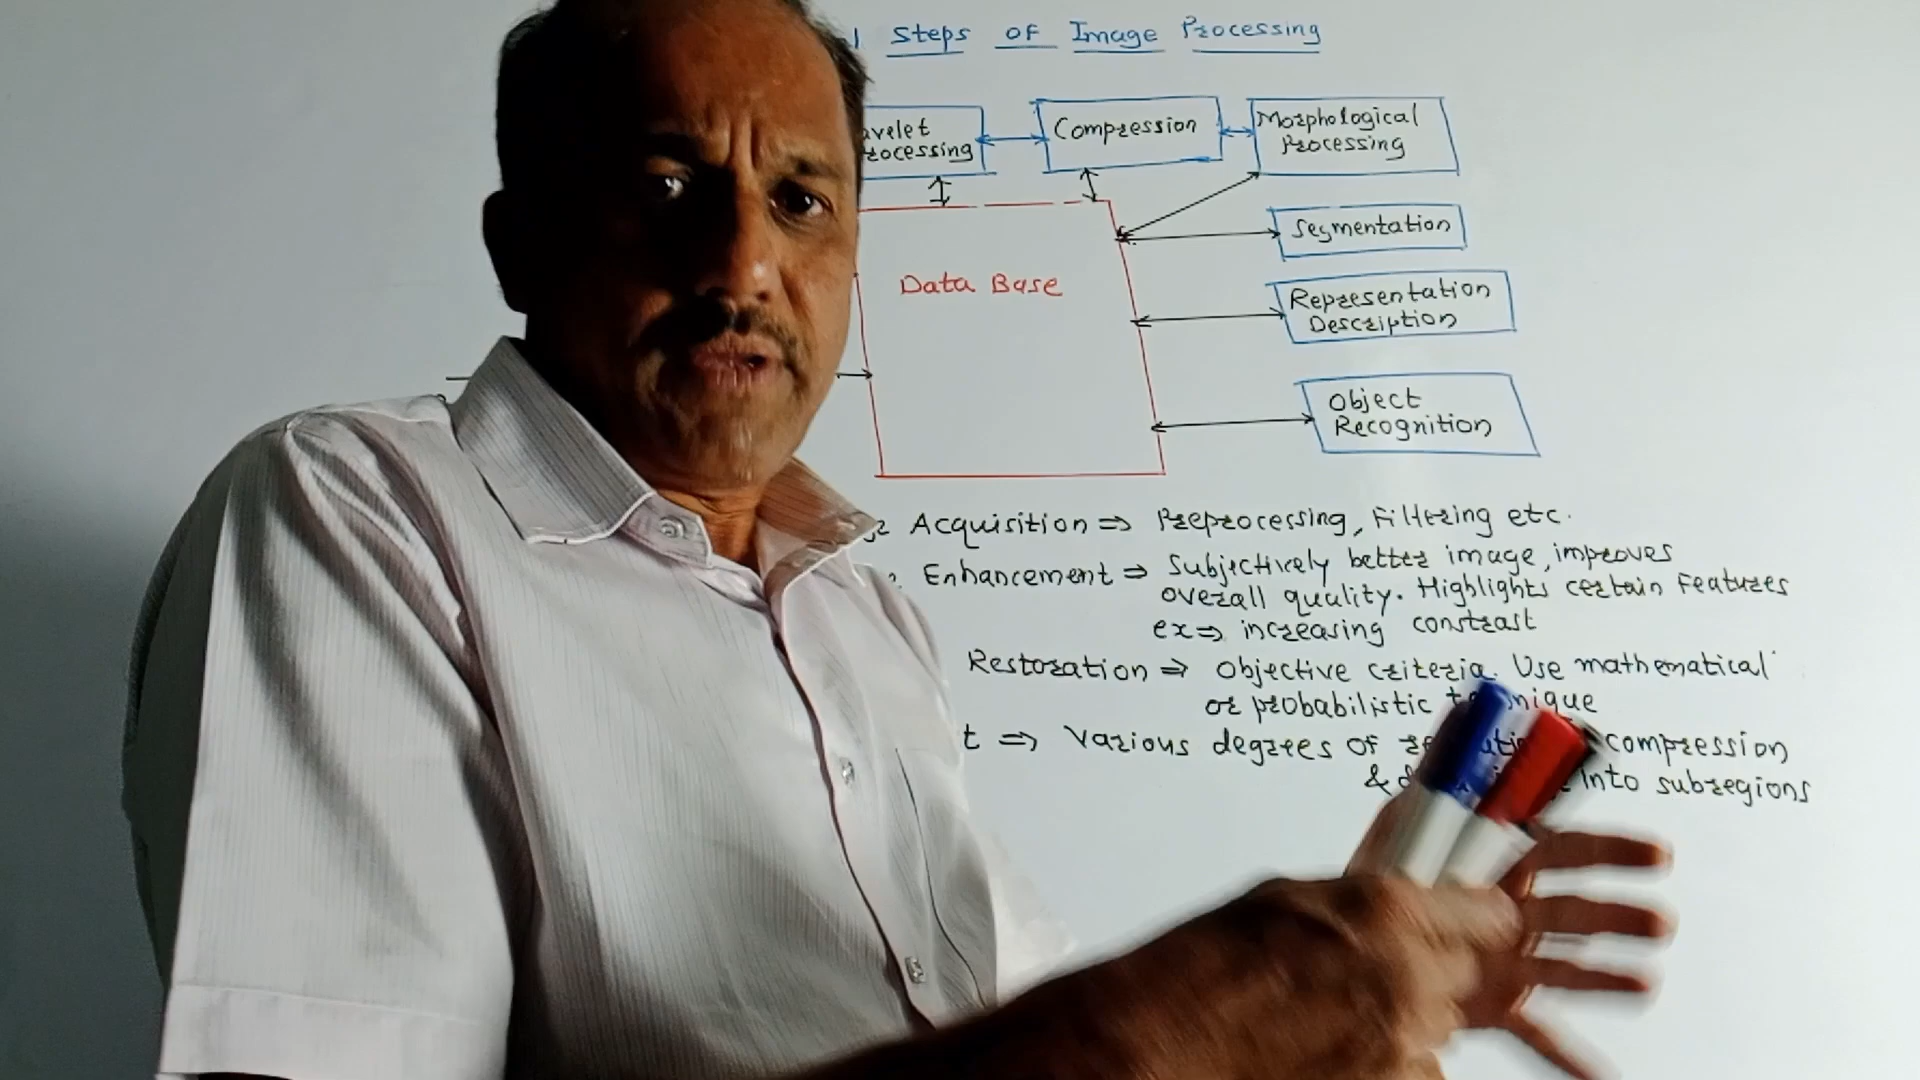 Steps of Image Processing
avelet
rocessing
Compression
Morphological
Processing
Segmentation
Data Base
Representation
Description
Object
Recognition
Acquisition ⇒ Preprocessing, Filtering etc.
Enhancement ⇒ Subjectively better image, improves
overall quality. Highlights certain features
ex ⇒ increasing constrast
Restoration ⇒ Objective criteria. Use mathematical
or probabilistic
t ⇒ Various degrees of compression
& into subregions